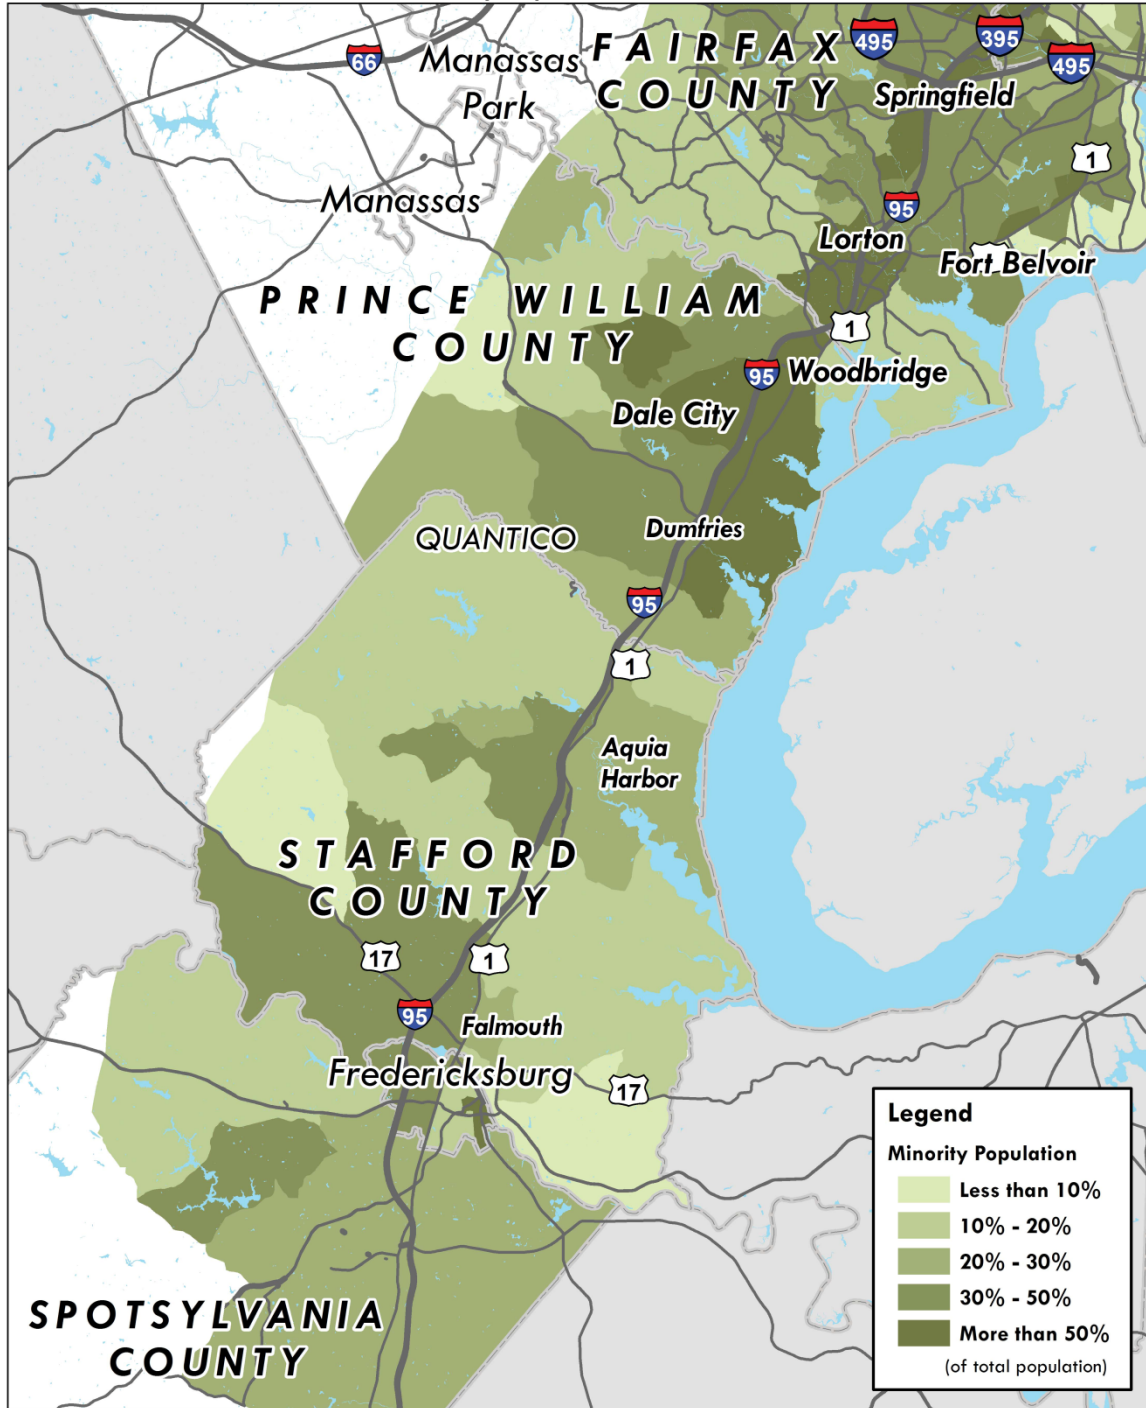 FAIRFAX
COUNTY
495
395
495
66
Manassas
Park
Springfield
1
Manassas
95
Lorton
Fort Belvoir
PRINCE WILLIAM
COUNTY
1
95
Woodbridge
Dale City
QUANTICO
Dumfries
95
1
Aquia
Harbor
STAFFORD
COUNTY
17
1
95
Falmouth
Fredericksburg
17
SPOTSYLVANIA
COUNTY
Legend
Minority Population
Less than 10%
10% - 20%
20% - 30%
30% - 50%
More than 50%
(of total population)